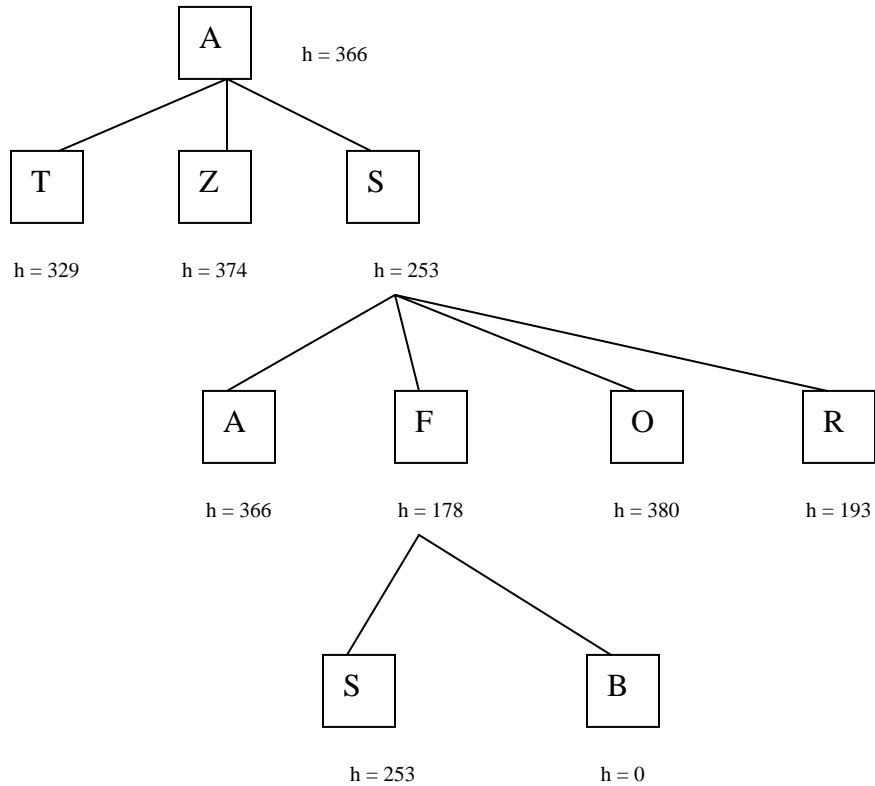 A
h = 366
T Z S
h = 329 h = 374 h = 253
A F O R
h = 366 h = 178 h = 380 h = 193
S B
h = 253 h = 0